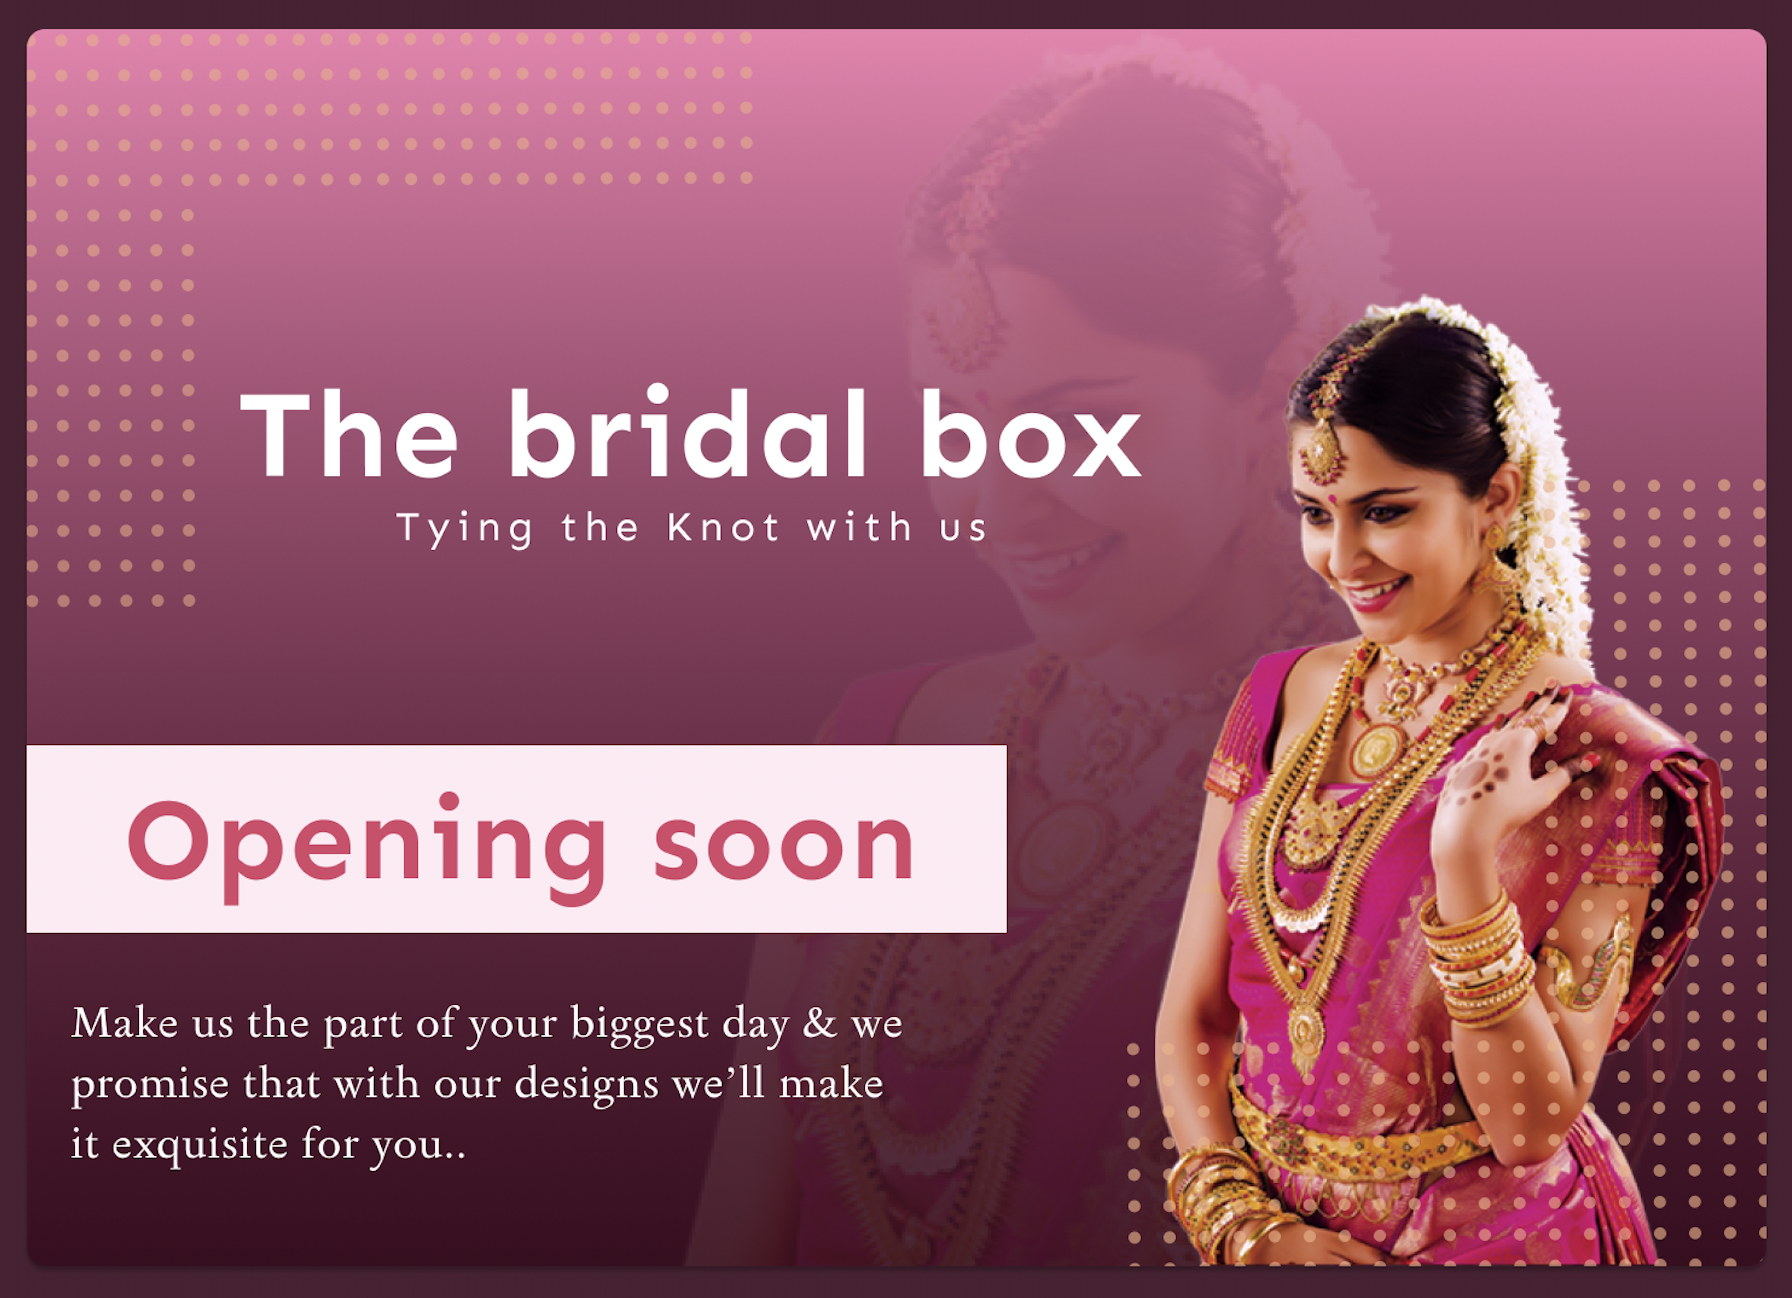 The bridal box
Tying the Knot with us
Opening soon
Make us the part of your biggest day & we
promise that with our designs we’ll make
it exquisite for you..